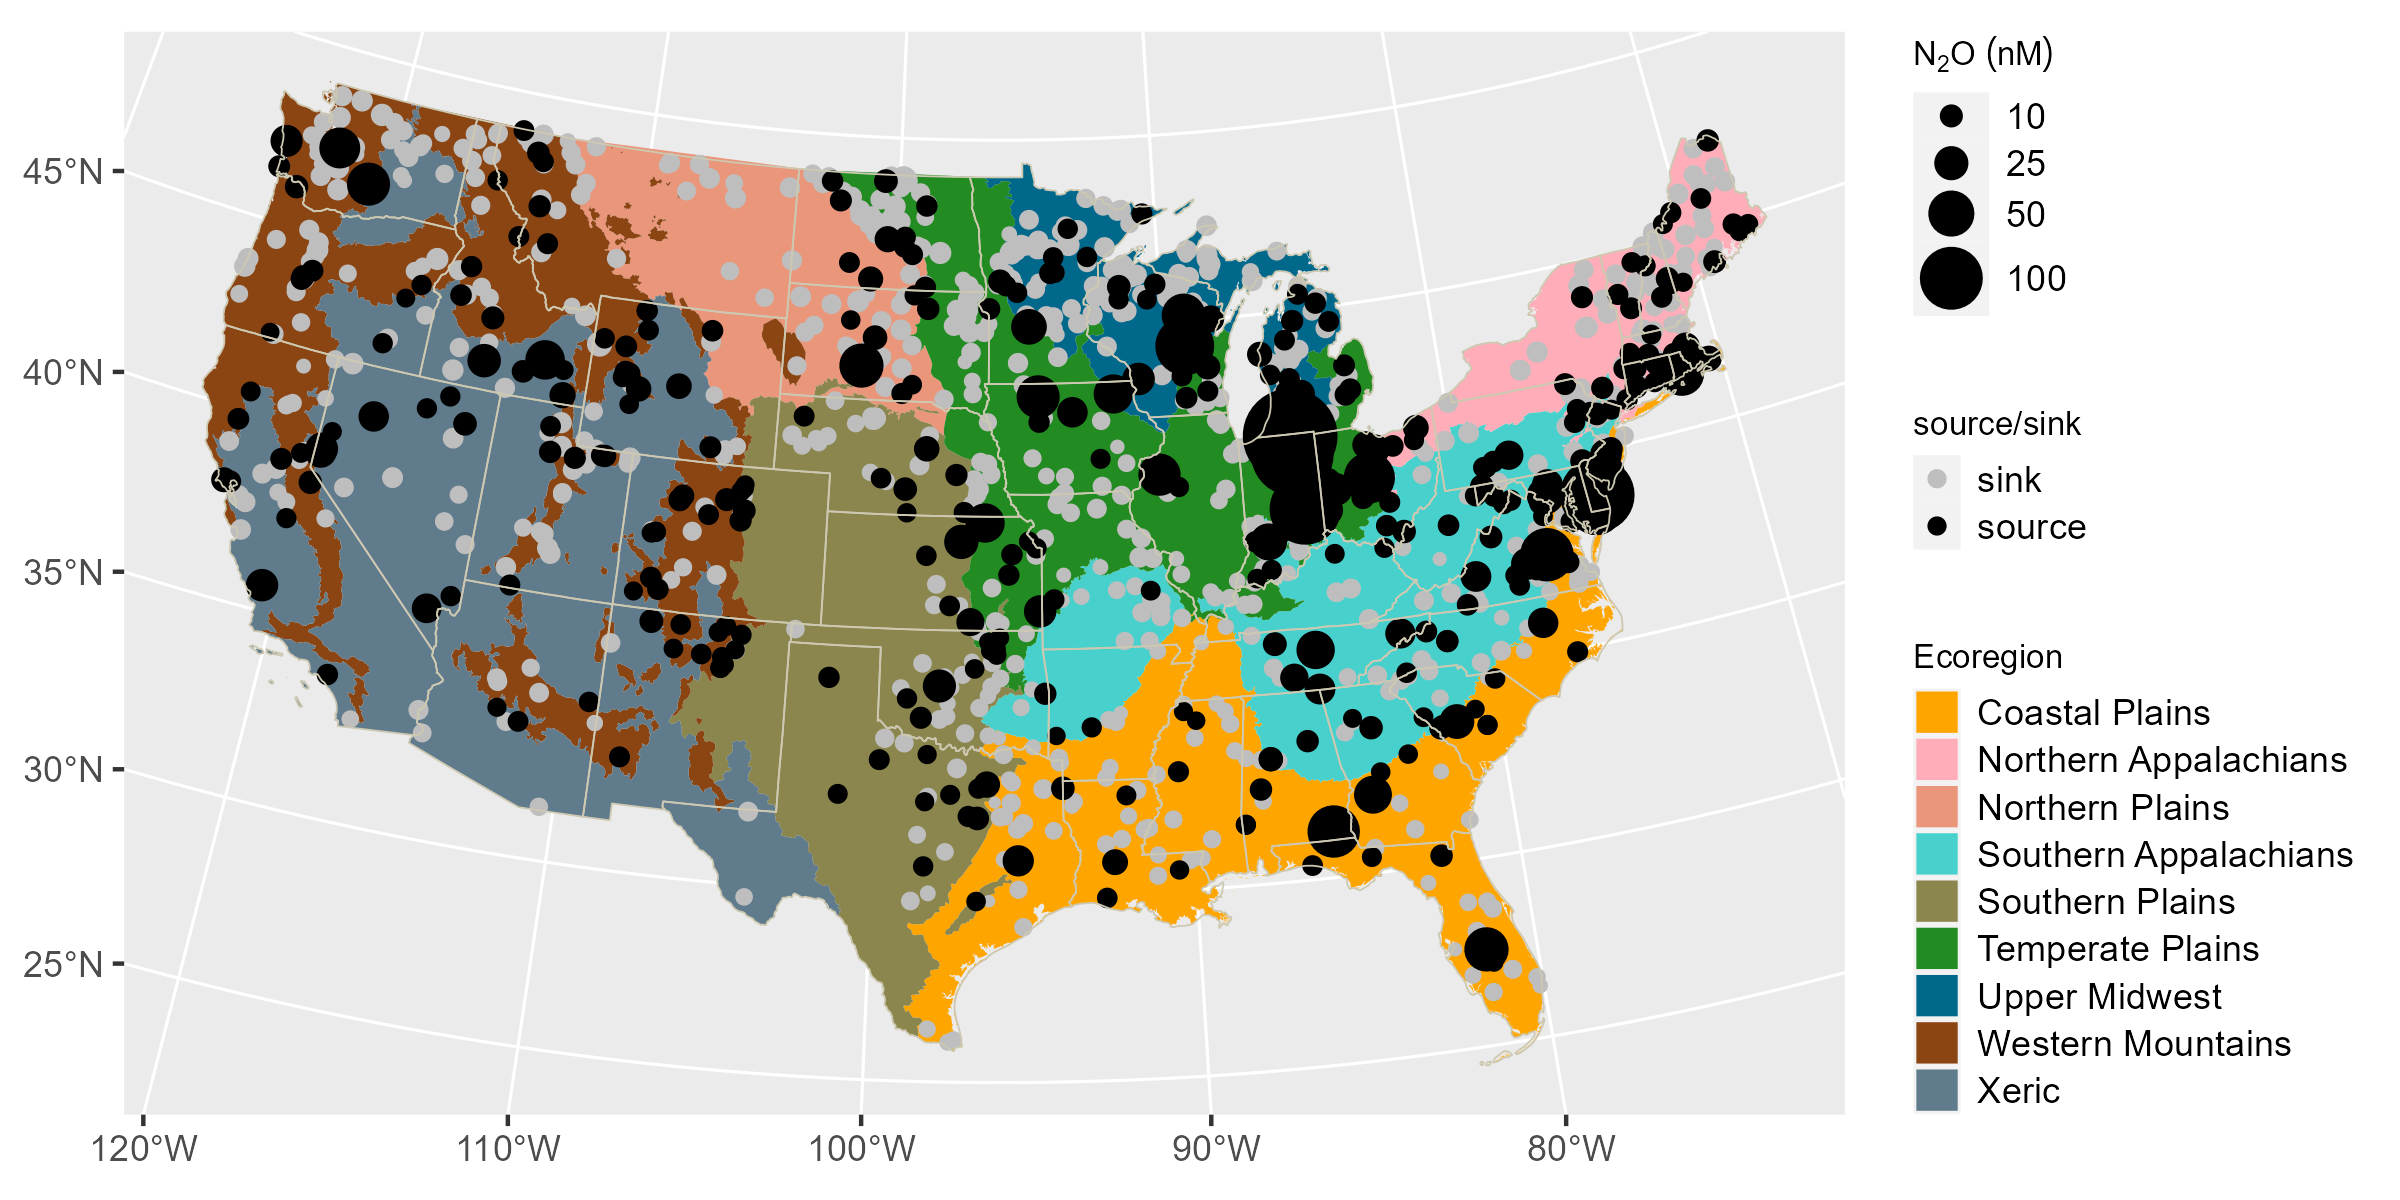 45°N
40°N
35°N
30°N
25°N
120°W
110°W
100°W
90°W
80°W
N₂O (nM)
10
25
50
100
source/sink
sink
source
Ecoregion
Coastal Plains
Northern Appalachians
Northern Plains
Southern Appalachians
Southern Plains
Temperate Plains
Upper Midwest
Western Mountains
Xeric